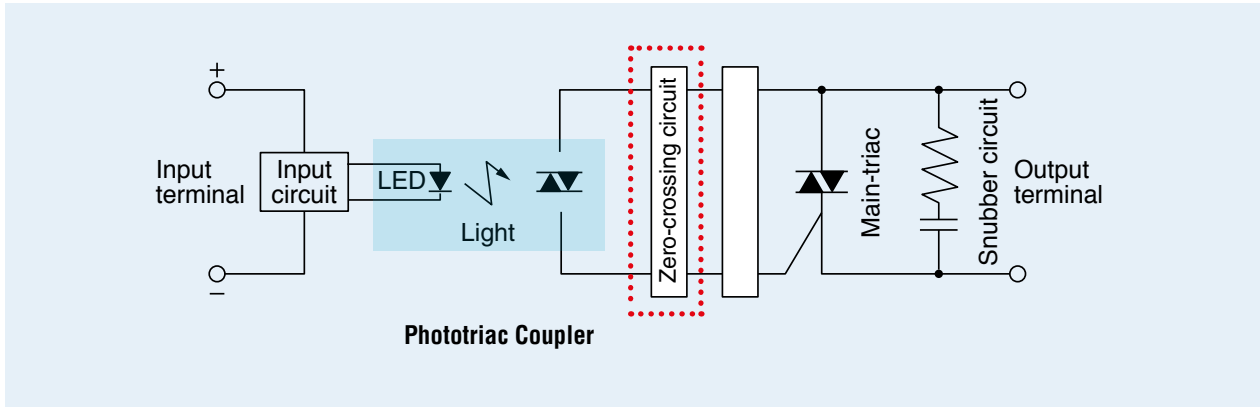 +
Input
terminal
−
Input
circuit
LED
Light
Phototriac Coupler
Zero-crossing circuit
Main-triac
Snubber circuit
Output
terminal